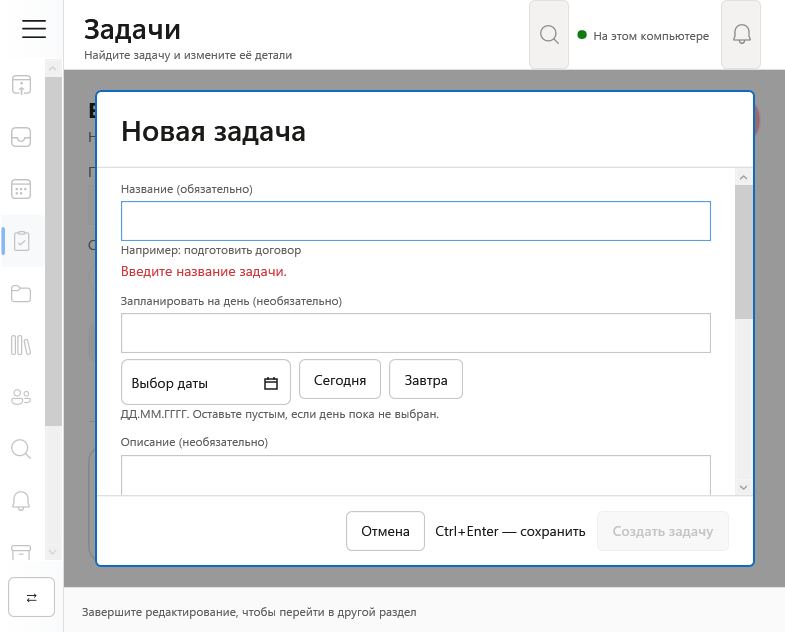 Задачи
Найдите задачу и измените её детали
На этом компьютере
Новая задача
Название (обязательно)
Например: подготовить договор
Введите название задачи.
Запланировать на день (необязательно)
Выбор даты
Сегодня
Завтра
ДД.ММ.ГГГГ. Оставьте пустым, если день пока не выбран.
Описание (необязательно)
Отмена
Ctrl+Enter — сохранить
Создать задачу
Завершите редактирование, чтобы перейти в другой раздел